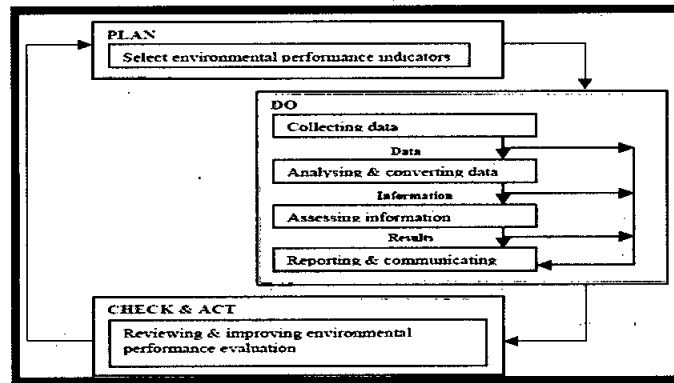 PLAN
Select environmental performance indicators
DO
Collecting data
Data
Analysing & converting data
Information
Assessing information
Results
Reporting & communicating
CHECK & ACT
Reviewing & improving environmental
performance evaluation